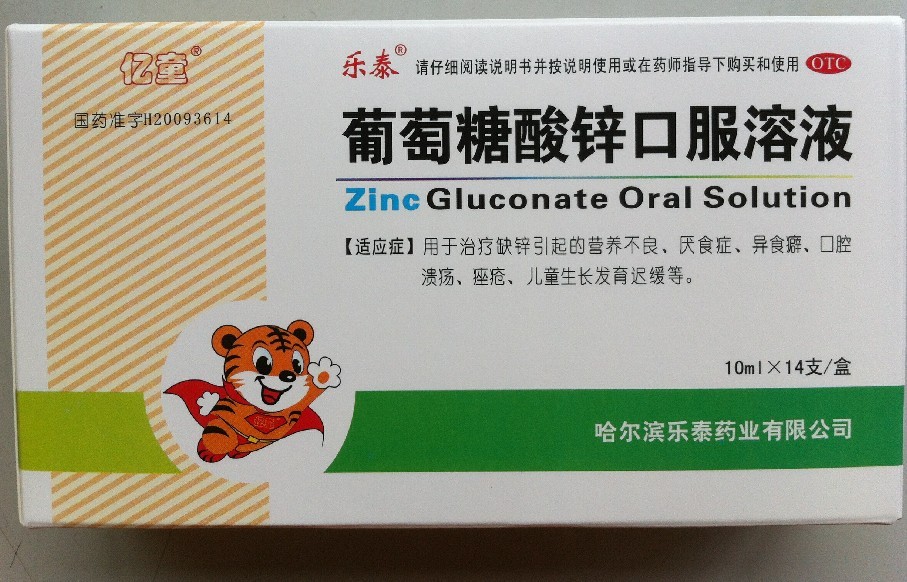 亿童®
国药准字H20093614
乐泰® 请仔细阅读说明书并按说明使用或在药师指导下购买和使用 OTC
葡萄糖酸锌口服溶液
Zinc Gluconate Oral Solution
【适应症】用于治疗缺锌引起的营养不良、厌食症、异食癖、口腔
溃疡、痤疮、儿童生长发育迟缓等。
10ml×14支/盒
哈尔滨乐泰药业有限公司